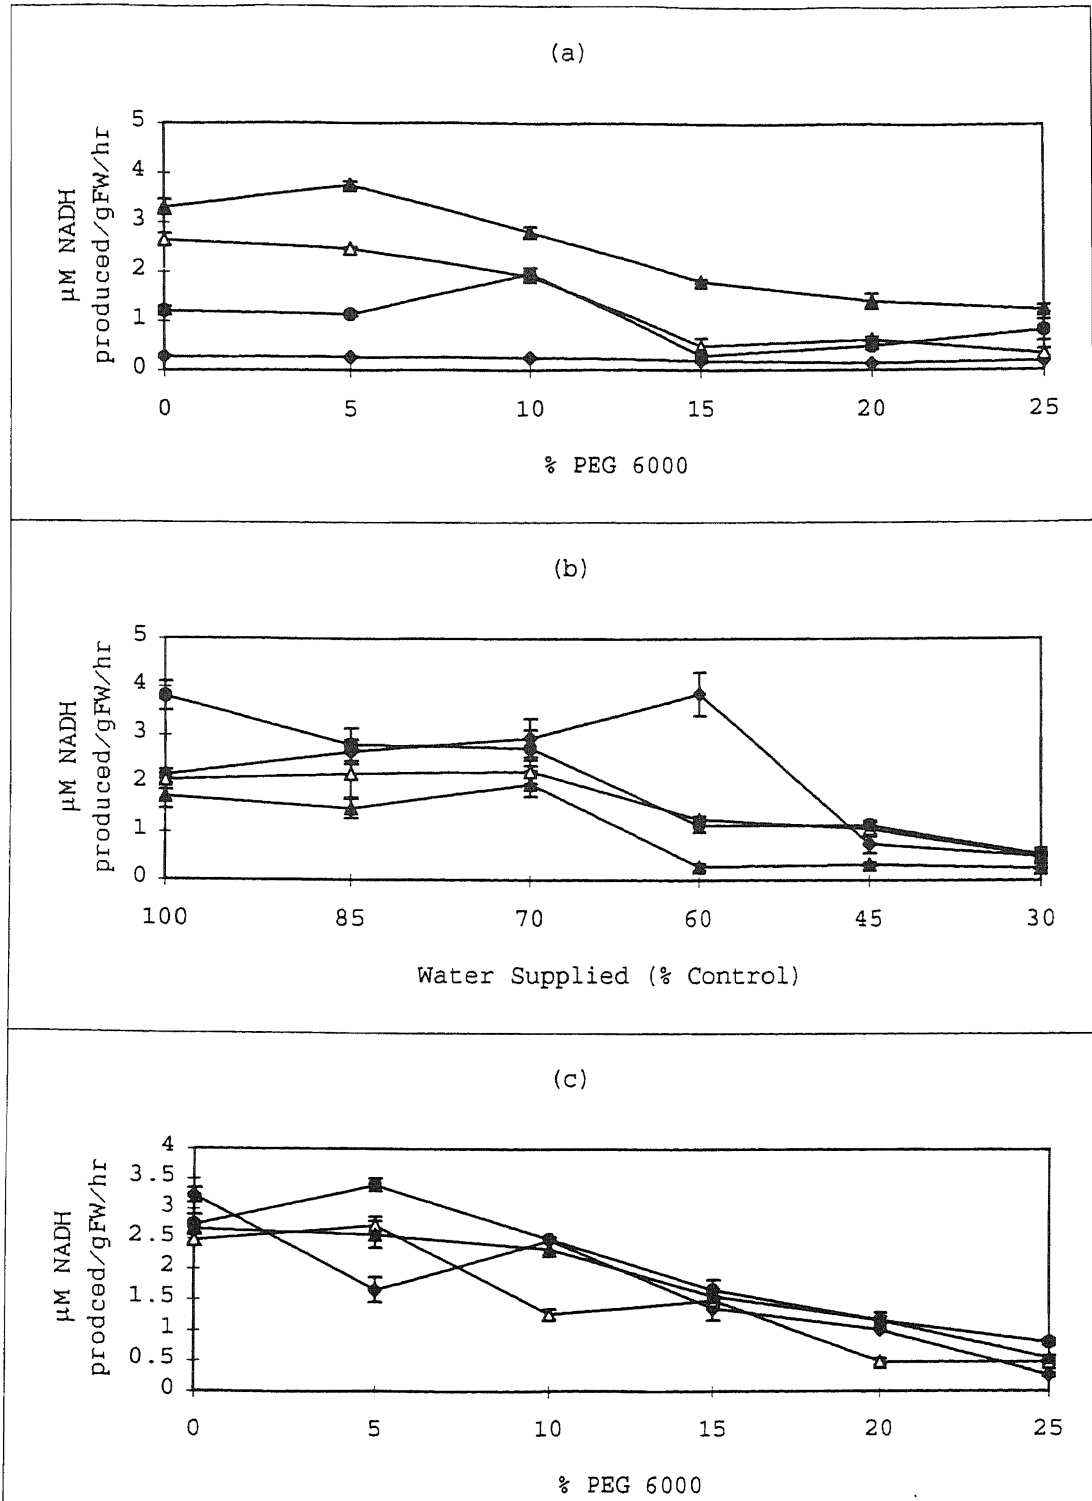 (a)
µM NADH
produced/gFW/hr
5
4
3
2
1
0
0 5 10 15 20 25
% PEG 6000
(b)
µM NADH
produced/gFW/hr
5
4
3
2
1
0
100 85 70 60 45 30
Water Supplied (% Control)
(c)
µM NADH
prodced/gFW/hr
4
3.5
3
2.5
2
1.5
1
0.5
0
0 5 10 15 20 25
% PEG 6000